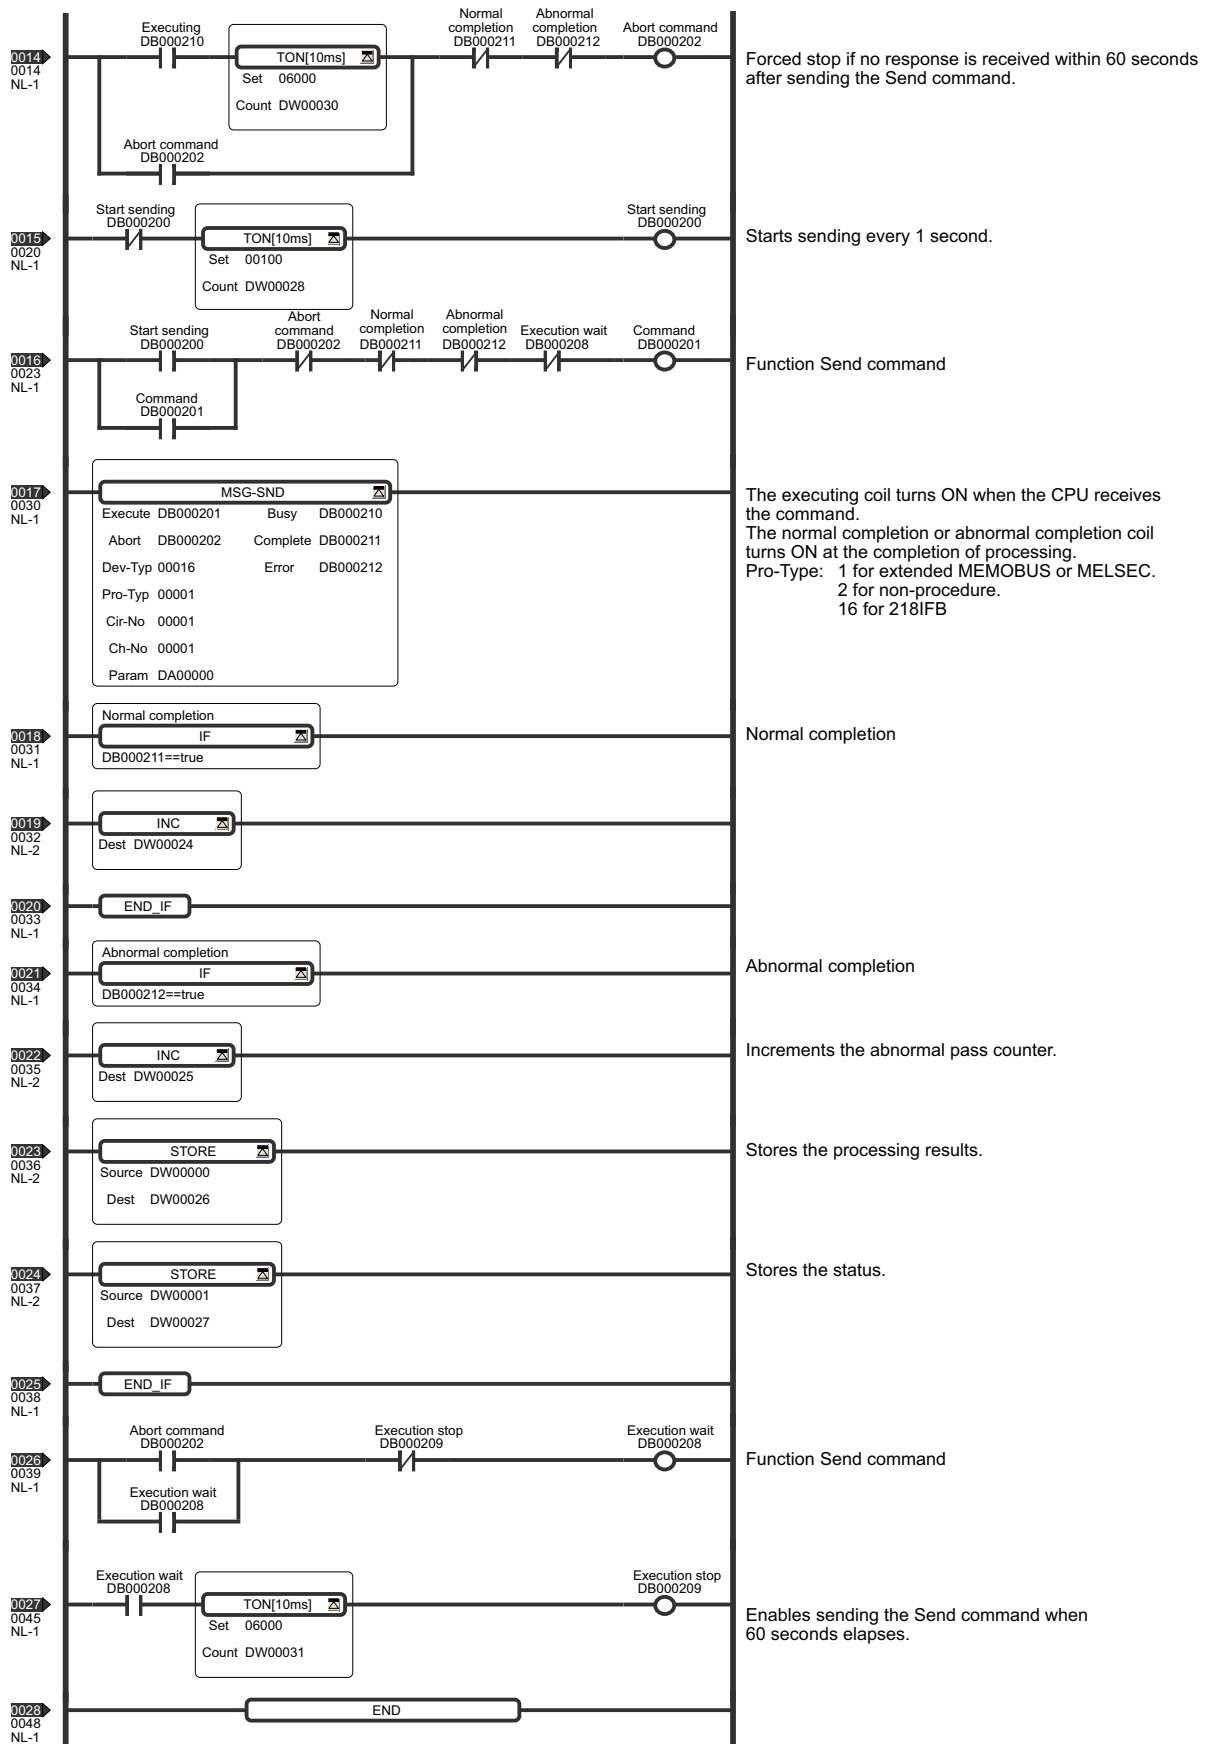 Executing
DB000210
Normal
completion
DB000211
Abnormal
completion
DB000212
Abort command
DB000202
0014
0014
NL-1
TON[10ms]
Set 06000
Count DW00030
Abort command
DB000202
Forced stop if no response is received within 60 seconds
after sending the Send command.
Start sending
DB000200
Start sending
DB000200
0015
0020
NL-1
TON[10ms]
Set 00100
Count DW00028
Starts sending every 1 second.
Start sending
DB000200
Abort
command
DB000202
Normal
completion
DB000211
Abnormal
completion
DB000212
Execution wait
DB000208
Command
DB000201
0016
0023
NL-1
Command
DB000201
Function Send command
0017
0030
NL-1
MSG-SND
Execute DB000201 Busy DB000210
Abort DB000202 Complete DB000211
Dev-Typ 00016 Error DB000212
Pro-Typ 00001
Cir-No 00001
Ch-No 00001
Param DA00000
The executing coil turns ON when the CPU receives
the command.
The normal completion or abnormal completion coil
turns ON at the completion of processing.
Pro-Type: 1 for extended MEMOBUS or MELSEC.
2 for non-procedure.
16 for 218IFB
Normal completion
0018
0031
NL-1
IF
DB000211==true
Normal completion
0019
0032
NL-2
INC
Dest DW00024
0020
0033
NL-1
END_IF
Abnormal completion
0021
0034
NL-1
IF
DB000212==true
Abnormal completion
0022
0035
NL-2
INC
Dest DW00025
Increments the abnormal pass counter.
0023
0036
NL-2
STORE
Source DW00000
Dest DW00026
Stores the processing results.
0024
0037
NL-2
STORE
Source DW00001
Dest DW00027
Stores the status.
0025
0038
NL-1
END_IF
Abort command
DB000202
Execution stop
DB000209
Execution wait
DB000208
0026
0039
NL-1
Execution wait
DB000208
Function Send command
Execution wait
DB000208
Execution stop
DB000209
0027
0045
NL-1
TON[10ms]
Set 06000
Count DW00031
Enables sending the Send command when
60 seconds elapses.
0028
0048
NL-1
END